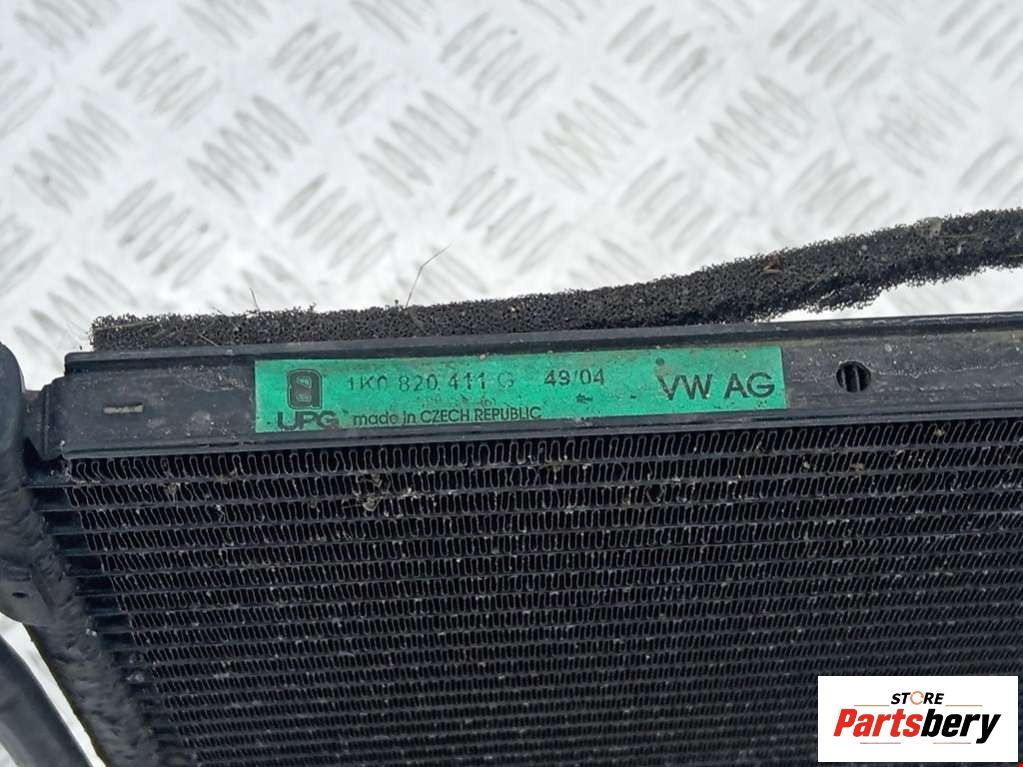 1K0 820 411 G 49/04 VW AG
UPG made in CZECH REPUBLIC
STORE
Partsbery